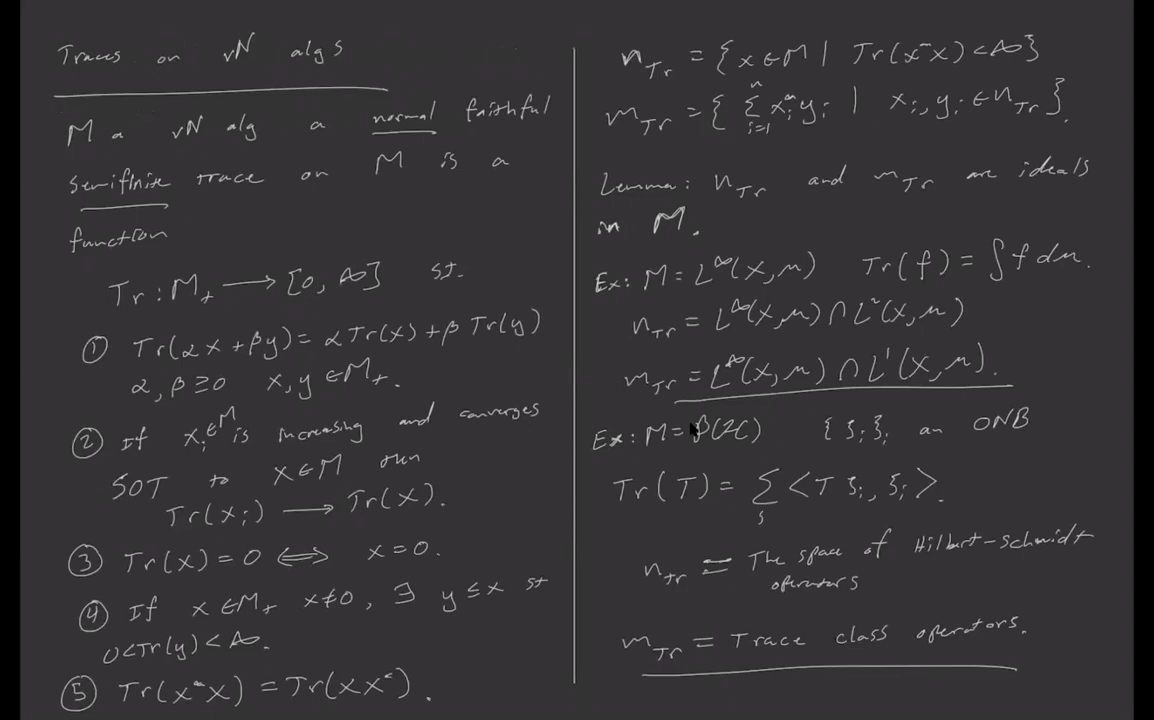 Traces on vN algs
M a vN alg a normal faithful
semifinite trace on M is a
function
Tr : M₊ ⟶ [0, ∞] st.
① Tr(αx + βy) = αTr(x) + βTr(y)
α, β ≥ 0 x, y ∈ M₊.
② If xᵢ ∈ M is increasing and converges
SOT to x ∈ M then
Tr(xᵢ) ⟶ Tr(x).
③ Tr(x) = 0 ⟺ x = 0.
④ If x ∈ M₊ x ≠ 0, ∃ y ≤ x st
0 < Tr(y) < ∞.
⑤ Tr(x*x) = Tr(xx*).
n_Tr = {x ∈ M | Tr(x*x) < ∞}
m_Tr = { ∑_{i=1}^{n} xᵢ* yᵢ | xᵢ, yᵢ ∈ n_Tr }.
Lemma: n_Tr and m_Tr are ideals
in M.
Ex: M = L^∞(X, μ) Tr(f) = ∫ f dμ.
n_Tr = L^∞(X, μ) ∩ L²(X, μ)
m_Tr = L^∞(X, μ) ∩ L¹(X, μ).
Ex: M = B(H) {ξᵢ}ᵢ an ONB
Tr(T) = ∑ <Tξᵢ, ξᵢ>.
n_tr = The space of Hilbert-Schmidt
operators
m_Tr = Trace class operators.